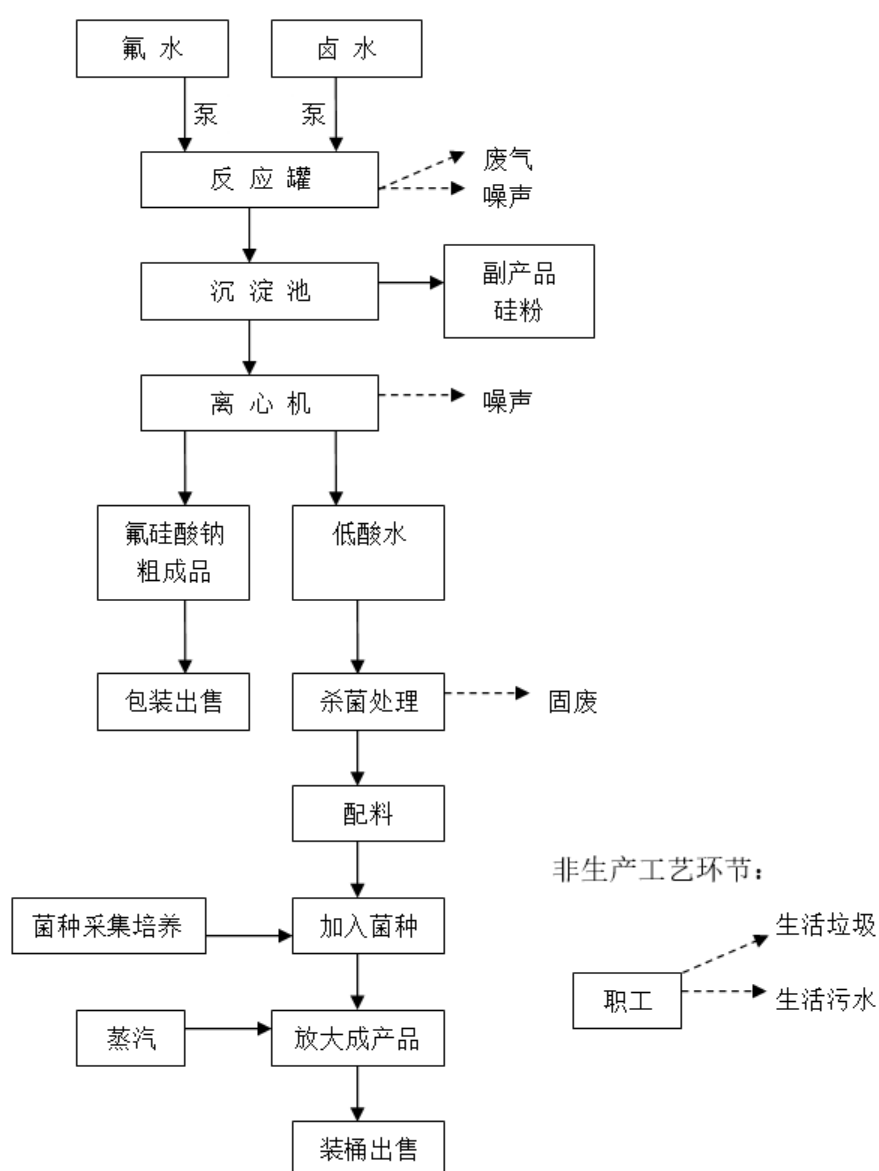 氟 水
卤 水
泵
泵
反 应 罐
废气
噪声
沉 淀 池
副产品
硅粉
离 心 机
噪声
氟硅酸钠
粗成品
低酸水
包装出售
杀菌处理
固废
配料
非生产工艺环节：
菌种采集培养
加入菌种
生活垃圾
职工
生活污水
蒸汽
放大成产品
装桶出售